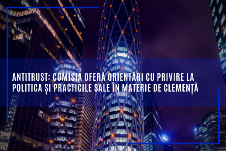 ANTITRUST: COMISIA OFERĂ ORIENTĂRI CU PRIVIRE LA
POLITICA ȘI PRACTICILE SALE ÎN MATERIE DE CLEMENȚĂ